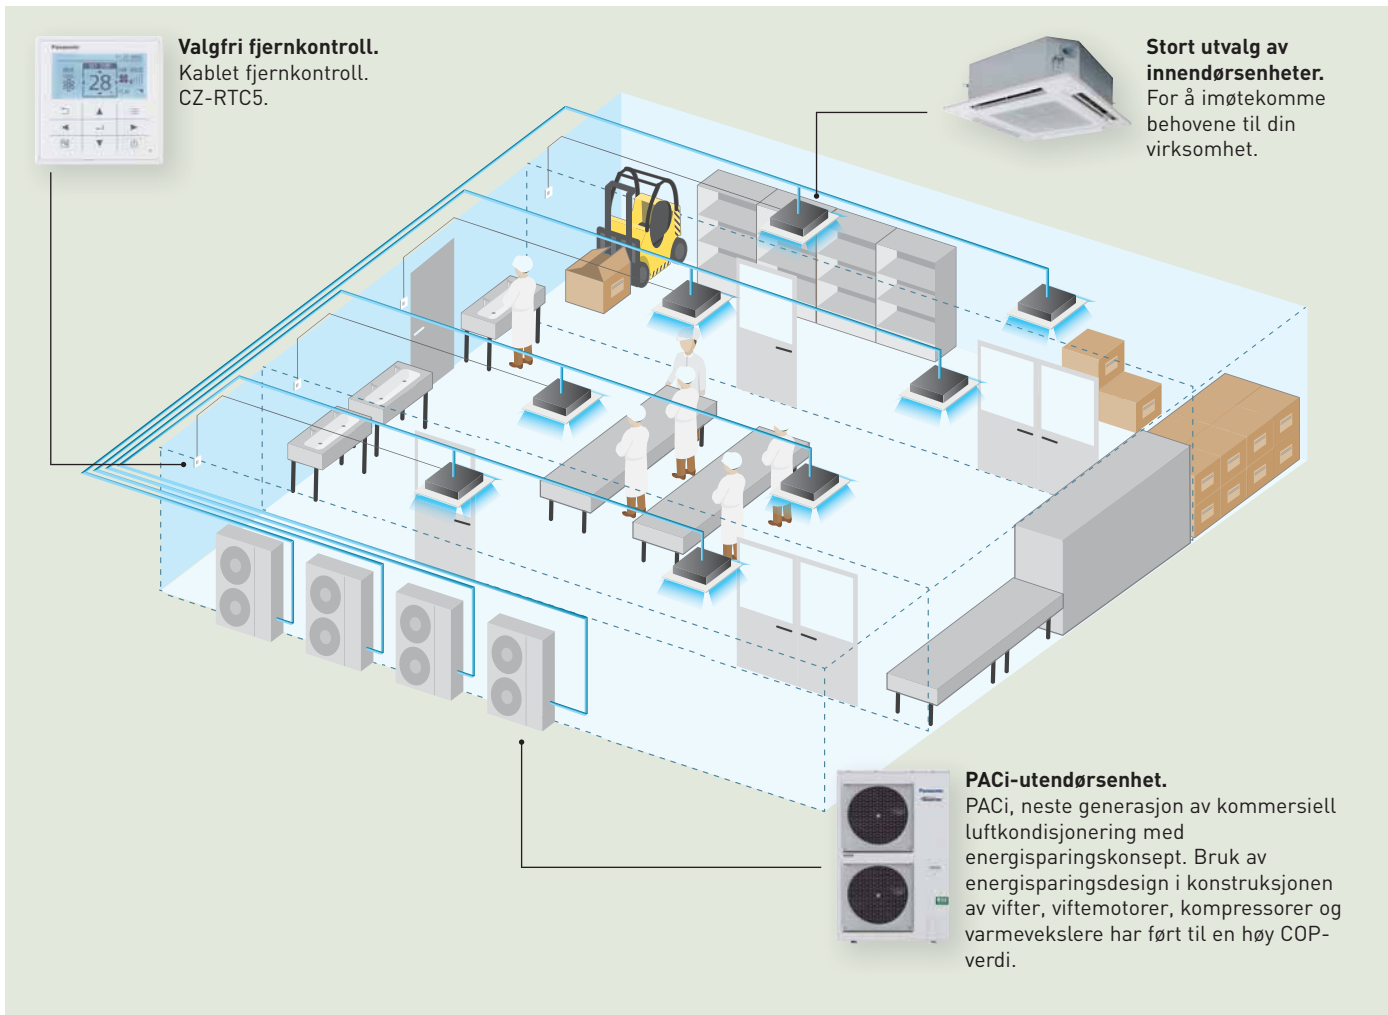 Panasonic
28
Valgfri fjernkontroll.
Kablet fjernkontroll.
CZ-RTC5.
Stort utvalg av
innendørsenheter.
For å imøtekomme
behovene til din
virksomhet.
Panasonic
PACi-utendørsenhet.
PACi, neste generasjon av kommersiell
luftkondisjonering med
energisparingskonsept. Bruk av
energisparingsdesign i konstruksjonen
av vifter, viftemotorer, kompressorer og
varmevekslere har ført til en høy COP-
verdi.